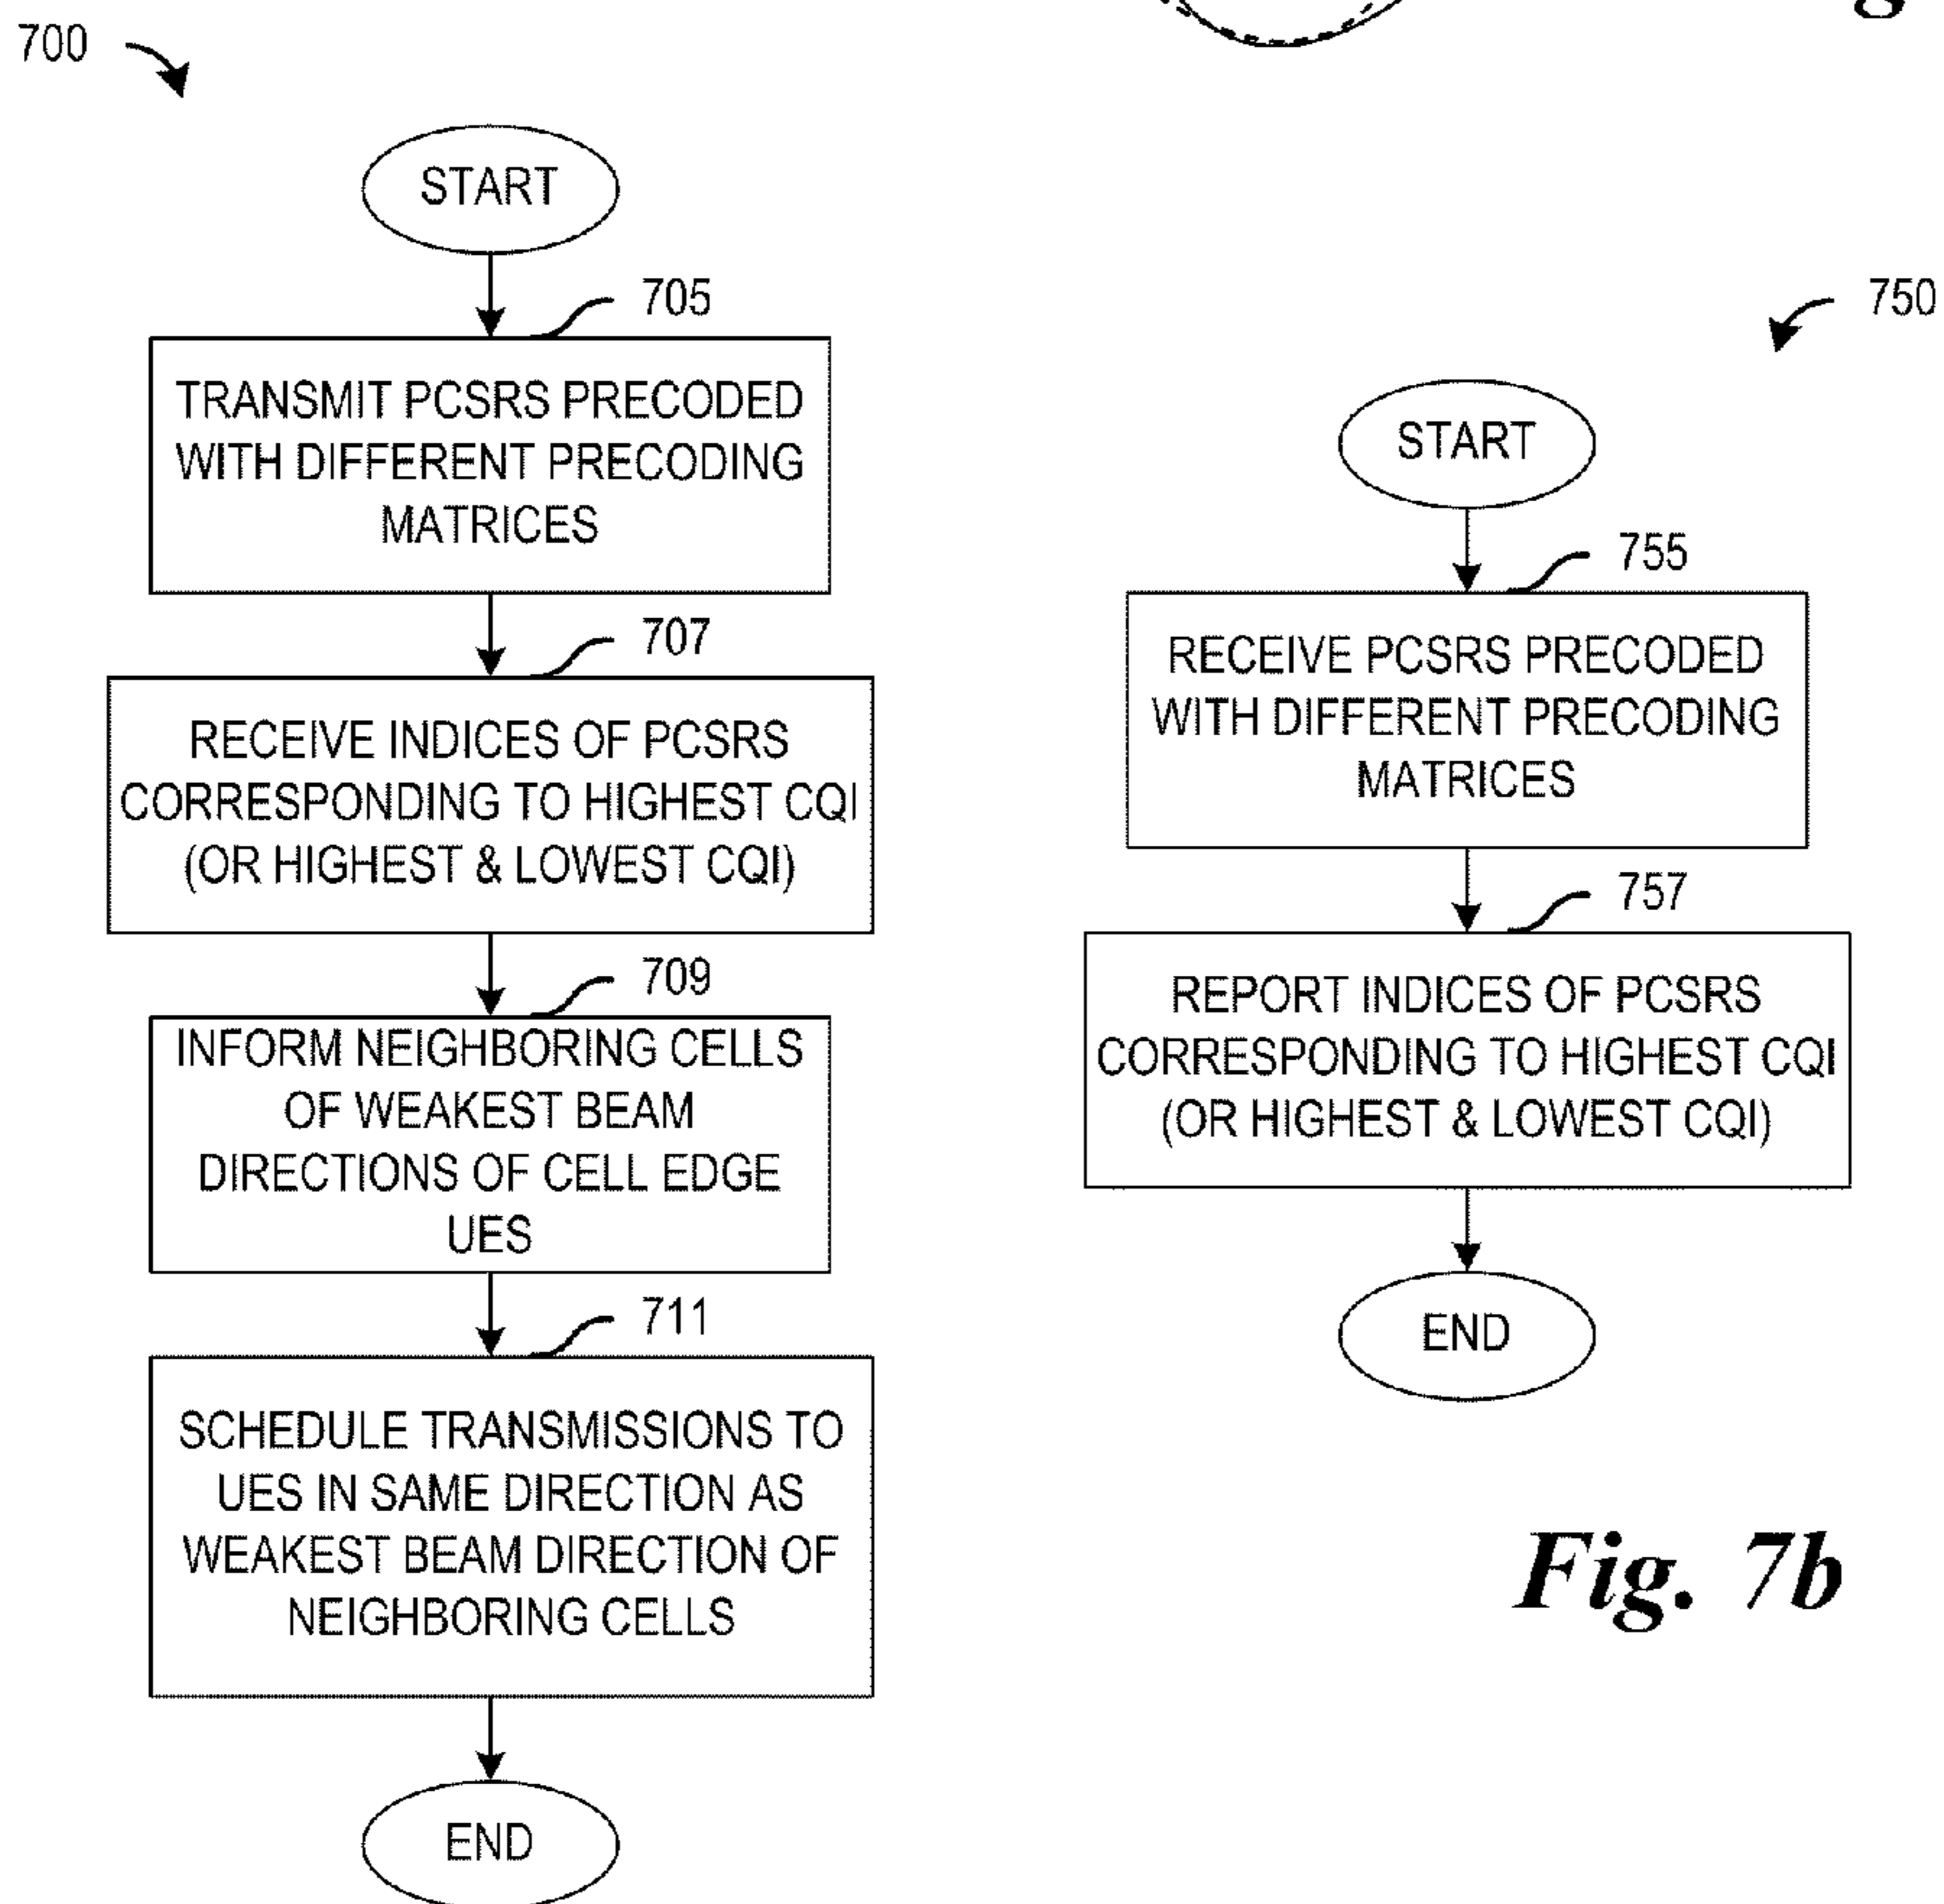 700
START
705
TRANSMIT PCSRS PRECODED
WITH DIFFERENT PRECODING
MATRICES
707
RECEIVE INDICES OF PCSRS
CORRESPONDING TO HIGHEST CQI
(OR HIGHEST & LOWEST CQI)
709
INFORM NEIGHBORING CELLS
OF WEAKEST BEAM
DIRECTIONS OF CELL EDGE
UES
711
SCHEDULE TRANSMISSIONS TO
UES IN SAME DIRECTION AS
WEAKEST BEAM DIRECTION OF
NEIGHBORING CELLS
END
750
START
755
RECEIVE PCSRS PRECODED
WITH DIFFERENT PRECODING
MATRICES
757
REPORT INDICES OF PCSRS
CORRESPONDING TO HIGHEST CQI
(OR HIGHEST & LOWEST CQI)
END
Fig. 7b